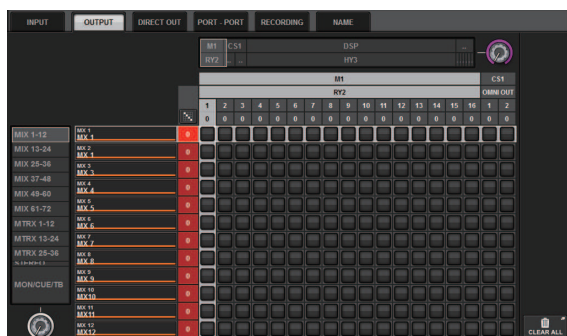 INPUT OUTPUT DIRECT OUT PORT - PORT RECORDING NAME
M1 CS1 DSP ..
RY2 .. .. HY3
M1 CS1
RY2 OMNI OUT
1 2 3 4 5 6 7 8 9 10 11 12 13 14 15 16 1 2
0 0 0 0 0 0 0 0 0 0 0 0 0 0 0 0 0 0
MIX 1-12
MIX 13-24
MIX 25-36
MIX 37-48
MIX 49-60
MIX 61-72
MTRX 1-12
MTRX 13-24
MTRX 25-36
STEREO
MON/CUE/TB
MX 1
MX 1 0
MX 2
MX 1 0
MX 3
MX 3 0
MX 4
MX 4 0
MX 5
MX 5 0
MX 6
MX 6 0
MX 7
MX 7 0
MX 8
MX 8 0
MX 9
MX 9 0
MX 10
MX10 0
MX 11
MX11 0
MX 12
MX12 0
CLEAR ALL